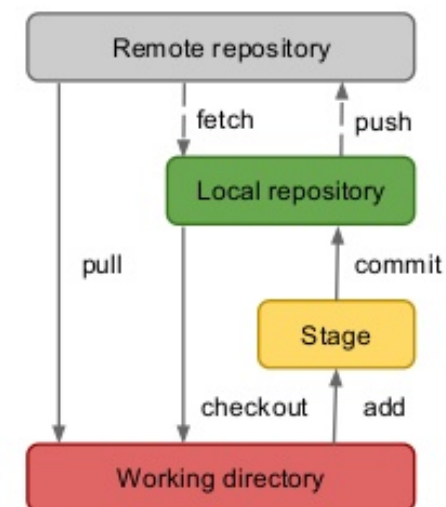 Remote repository
fetch
push
Local repository
pull
commit
Stage
checkout
add
Working directory